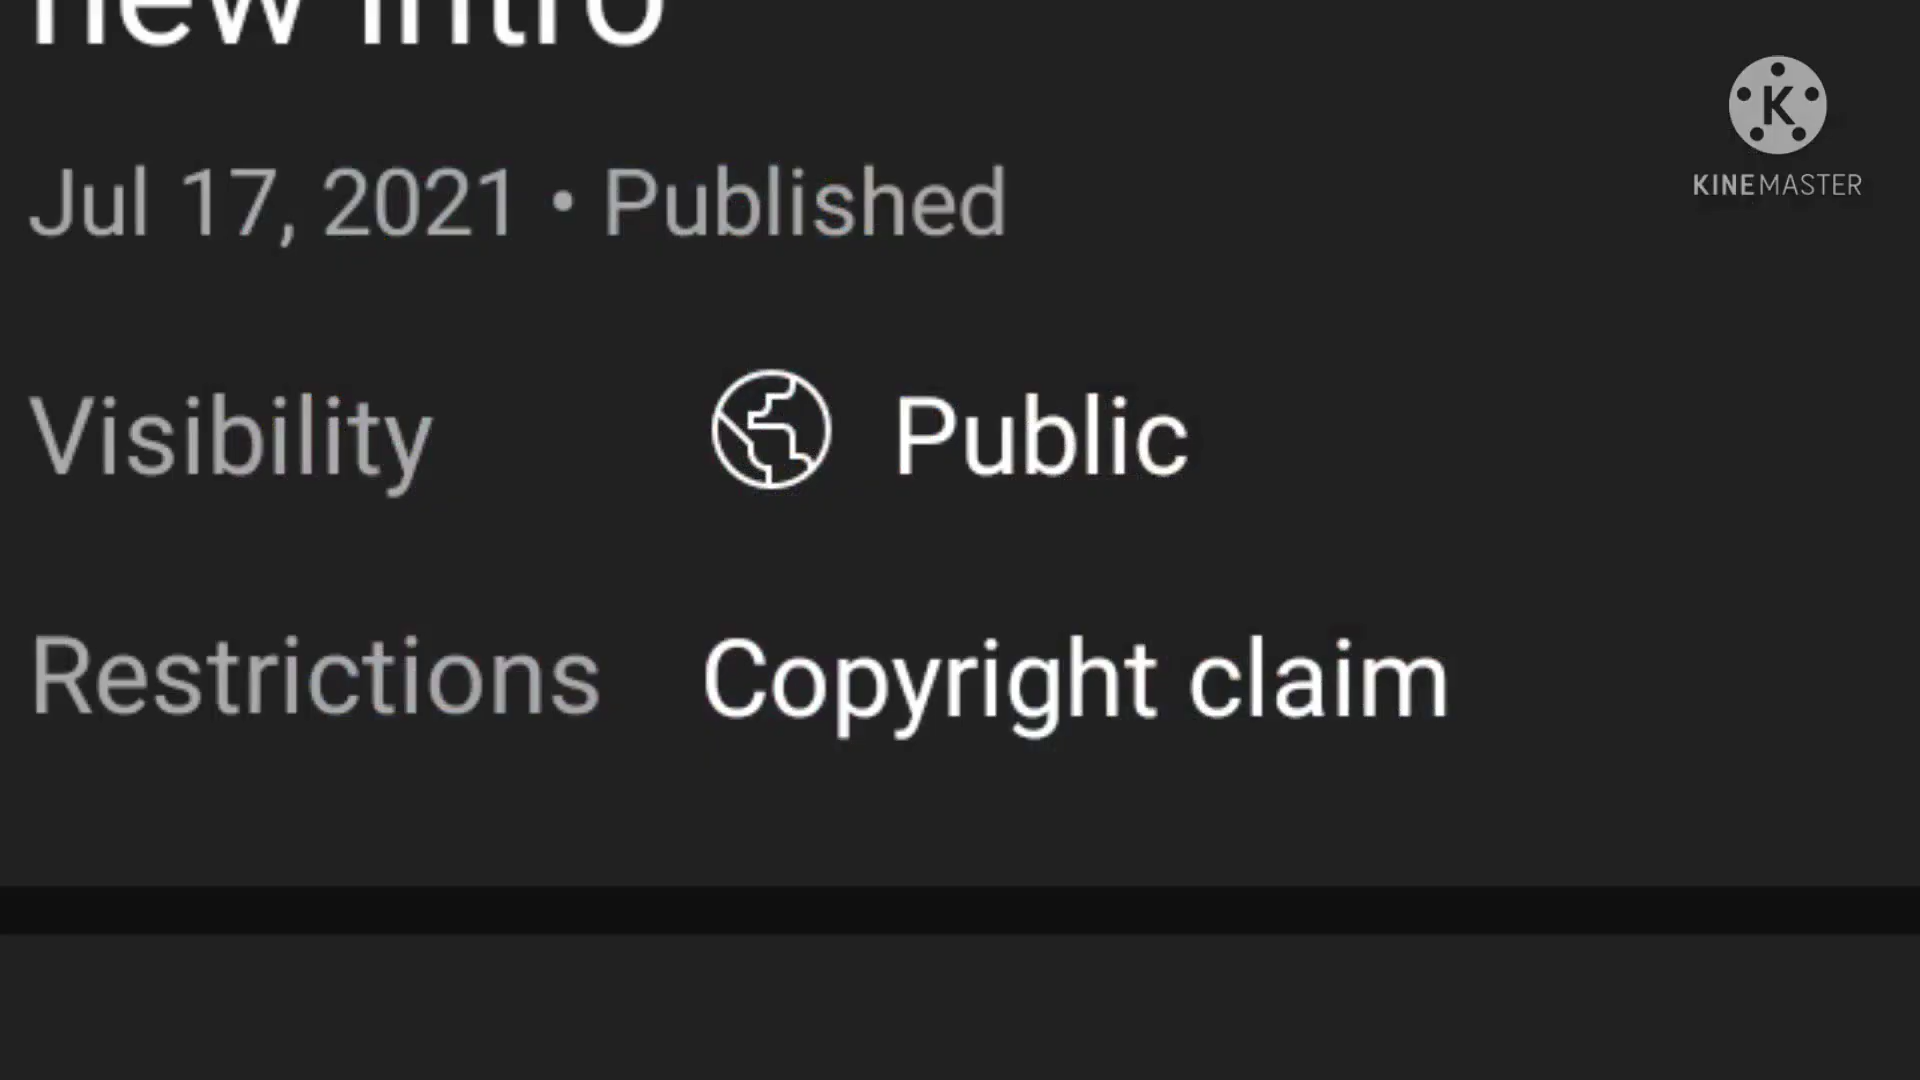 new intro
K
KINEMASTER
Jul 17, 2021 • Published
Visibility Public
Restrictions Copyright claim